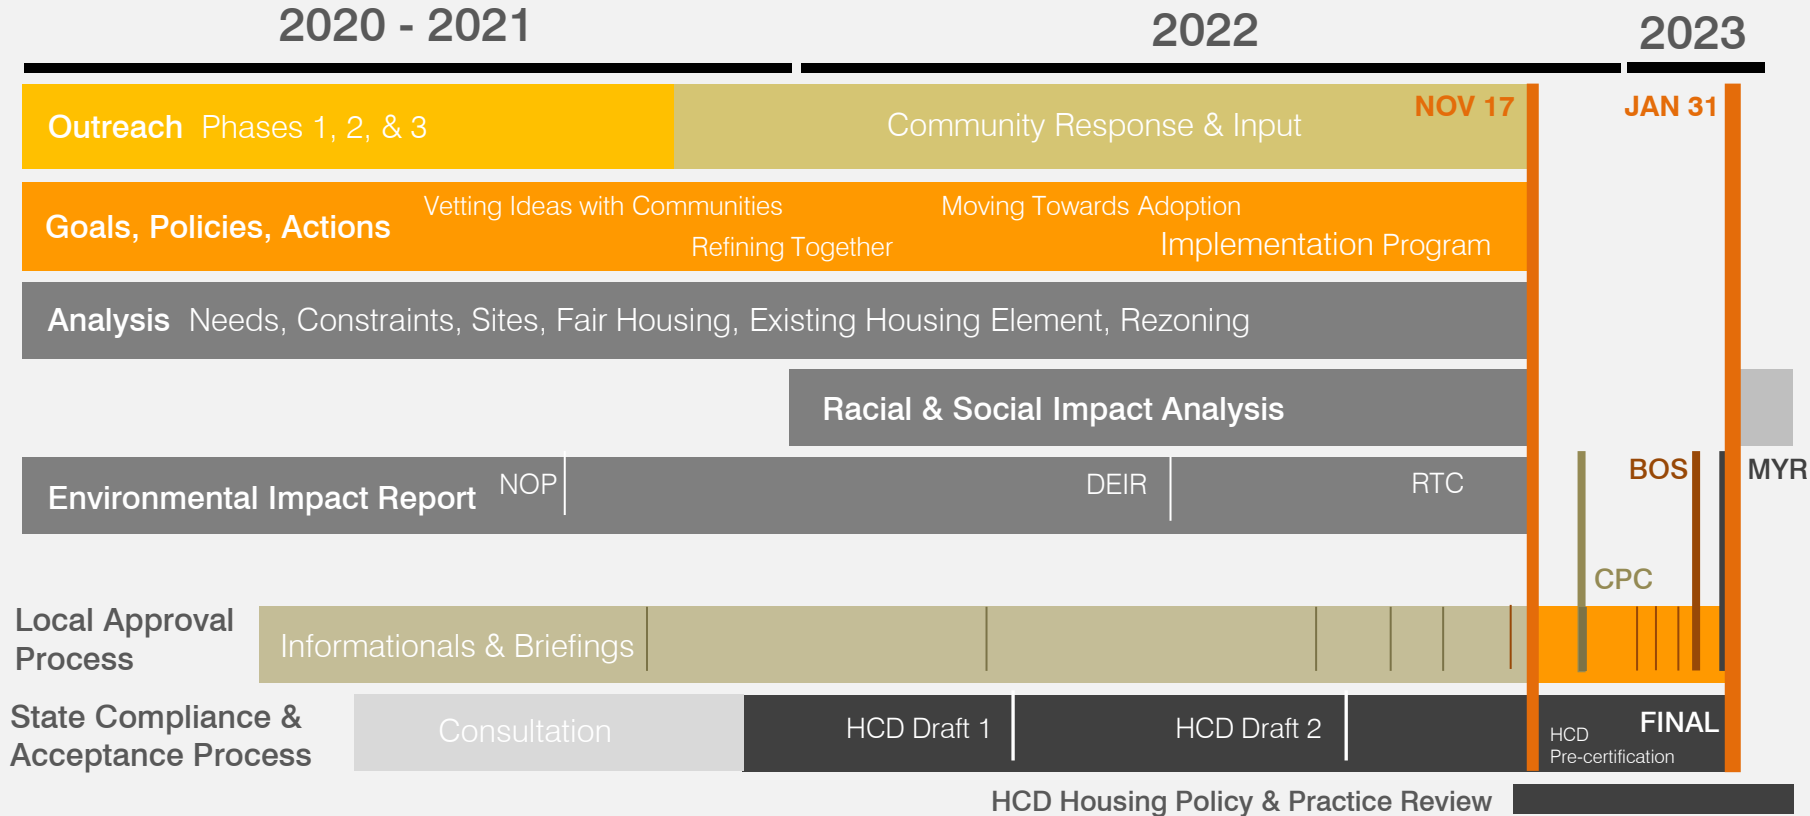 2020 - 2021
2022
2023
Outreach Phases 1, 2, & 3
Community Response & Input
NOV 17
JAN 31
Goals, Policies, Actions
Vetting Ideas with Communities
Refining Together
Moving Towards Adoption
Implementation Program
Analysis Needs, Constraints, Sites, Fair Housing, Existing Housing Element, Rezoning
Racial & Social Impact Analysis
Environmental Impact Report
NOP
DEIR
RTC
BOS
MYR
CPC
Local Approval
Process
Informationals & Briefings
State Compliance &
Acceptance Process
Consultation
HCD Draft 1
HCD Draft 2
HCD
Pre-certification
FINAL
HCD Housing Policy & Practice Review